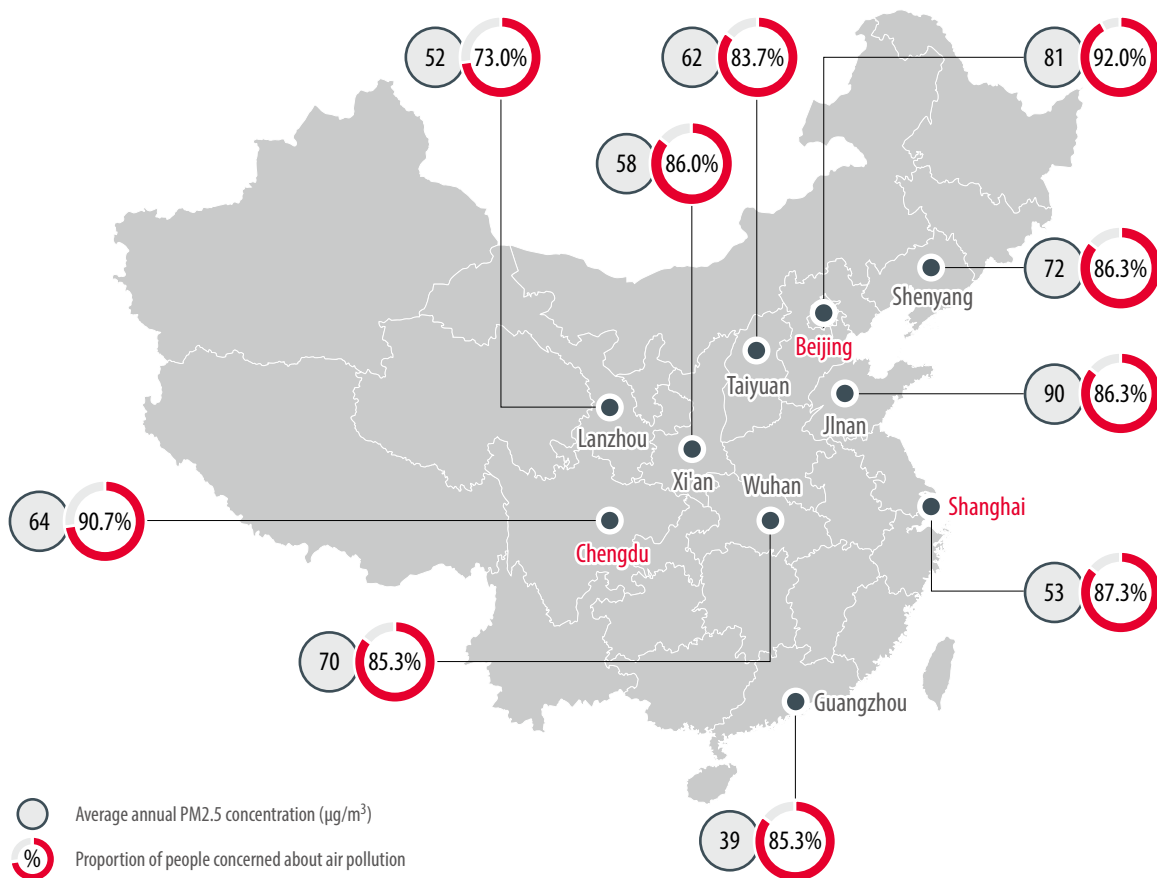 52 73.0%
62 83.7%
81 92.0%
58 86.0%
72 86.3%
Shenyang
Beijing
Taiyuan
90 86.3%
JInan
Lanzhou
Xi'an
Wuhan
Shanghai
64 90.7%
Chengdu
53 87.3%
70 85.3%
Guangzhou
39 85.3%
Average annual PM2.5 concentration (µg/m³)
% Proportion of people concerned about air pollution